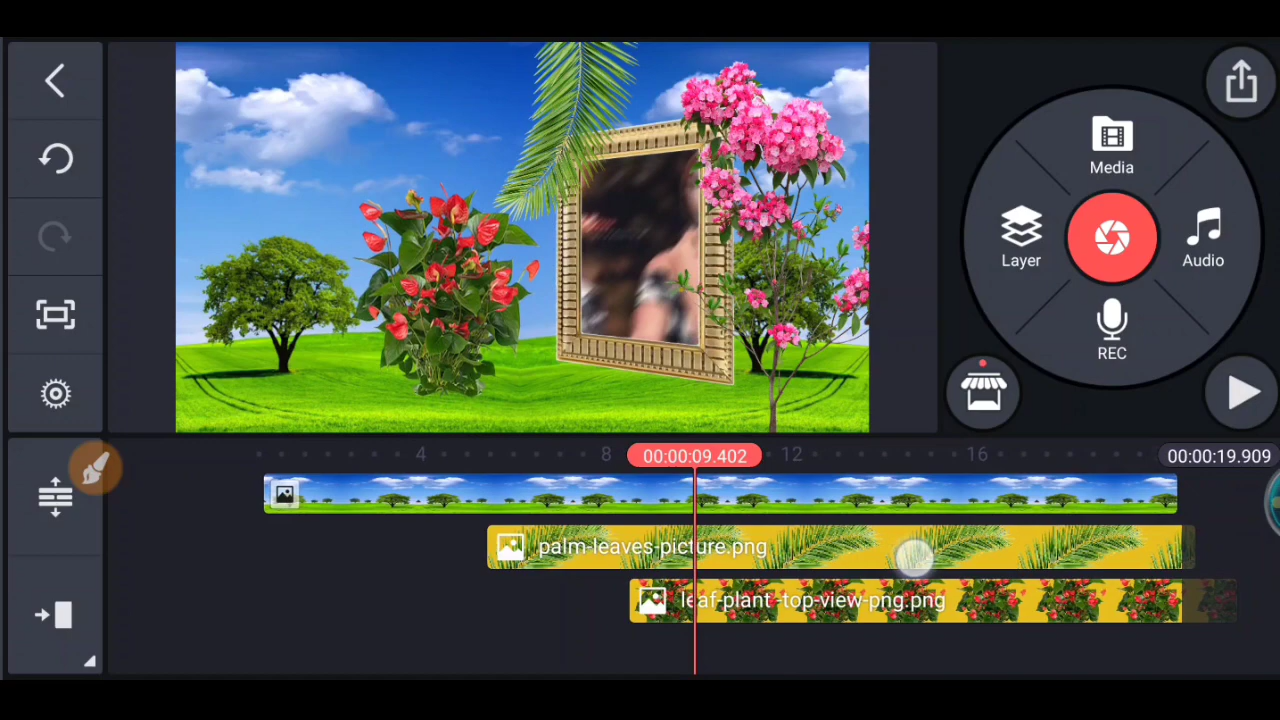 Media
Layer
Audio
REC
4
8
00:00:09.402
12
16
00:00:19.909
palm-leaves-picture.png
leaf-plant-top-view-png.png